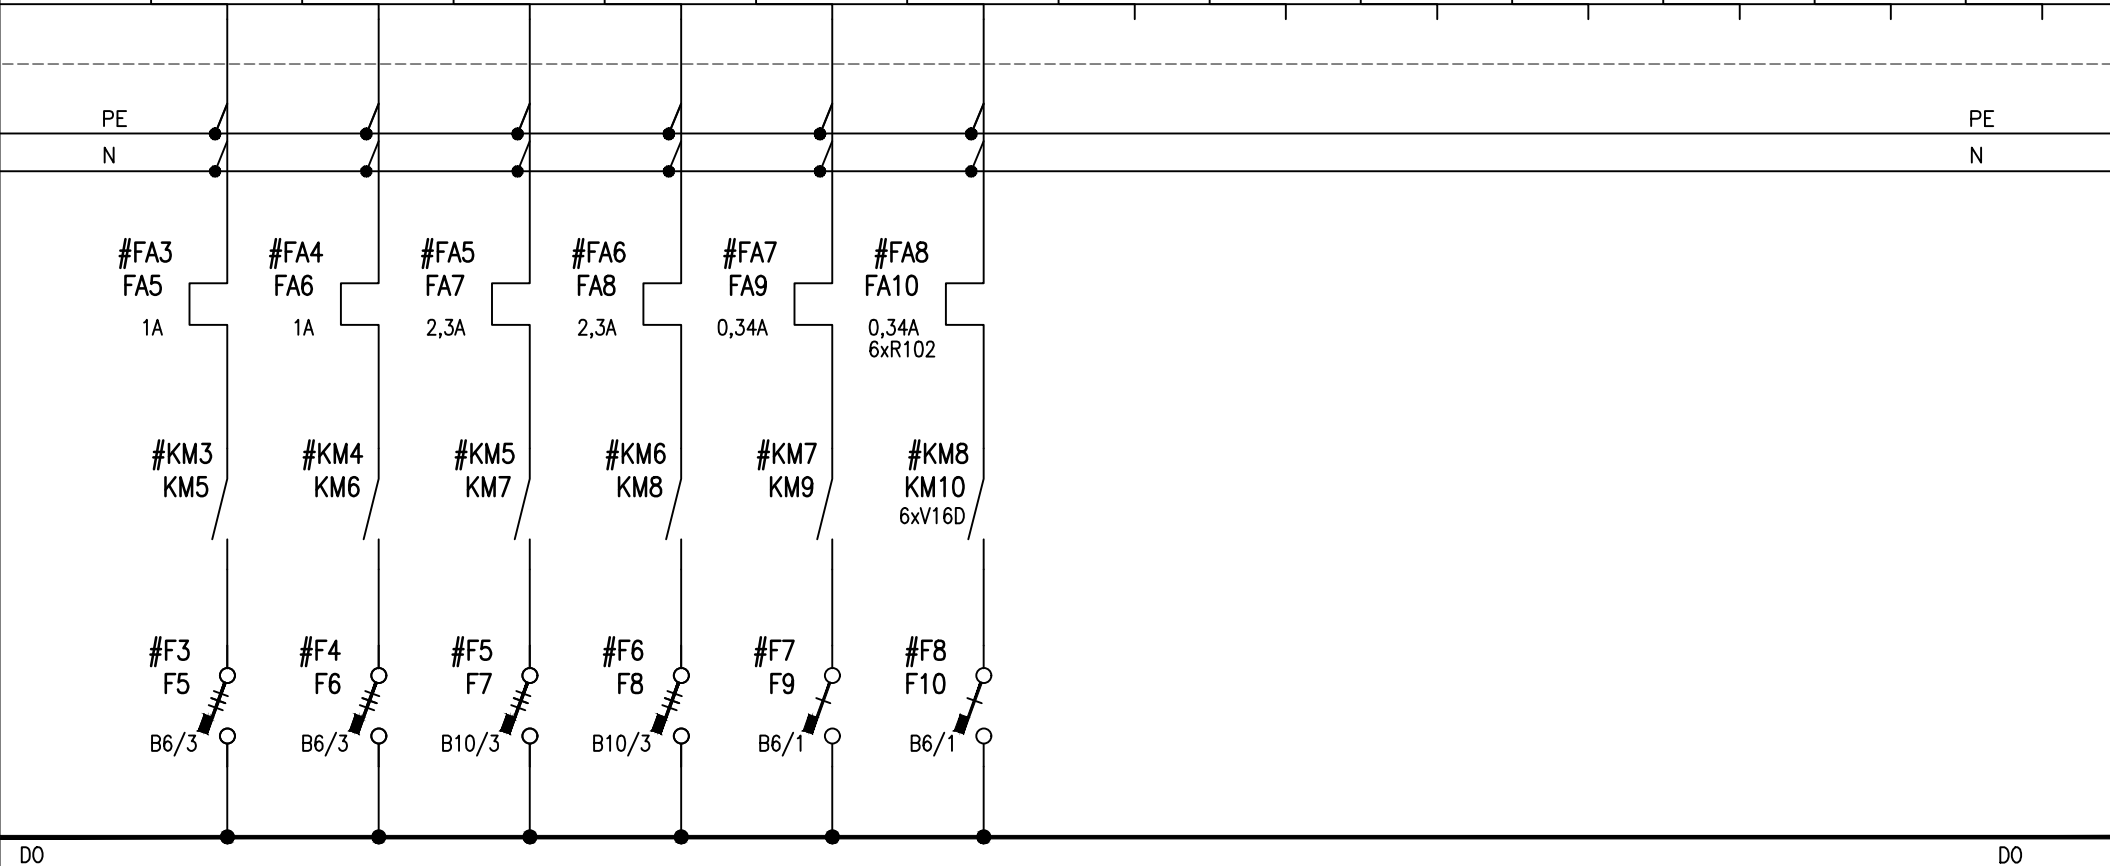 PE PE
N N
#FA3 #FA4 #FA5 #FA6 #FA7 #FA8
FA5 FA6 FA7 FA8 FA9 FA10
1A 1A 2,3A 2,3A 0,34A 0,34A
6xR102
#KM3 #KM4 #KM5 #KM6 #KM7 #KM8
KM5 KM6 KM7 KM8 KM9 KM10
6xV16D
#F3 #F4 #F5 #F6 #F7 #F8
F5 F6 F7 F8 F9 F10
B6/3 B6/3 B10/3 B10/3 B6/1 B6/1
DO DO